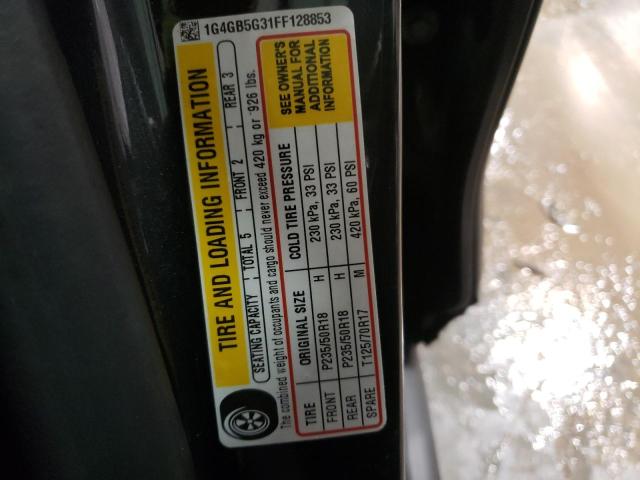 1G4GB5G31FF128853
TIRE AND LOADING INFORMATION
SEATING CAPACITY TOTAL 5 FRONT 2 REAR 3
The combined weight of occupants and cargo should never exceed 420 kg or 926 lbs.
TIRE ORIGINAL SIZE COLD TIRE PRESSURE
FRONT P235/50R18 H 230 kPa, 33 PSI
REAR P235/50R18 H 230 kPa, 33 PSI
SPARE T125/70R17 M 420 kPa, 60 PSI
SEE OWNER'S
MANUAL FOR
ADDITIONAL
INFORMATION